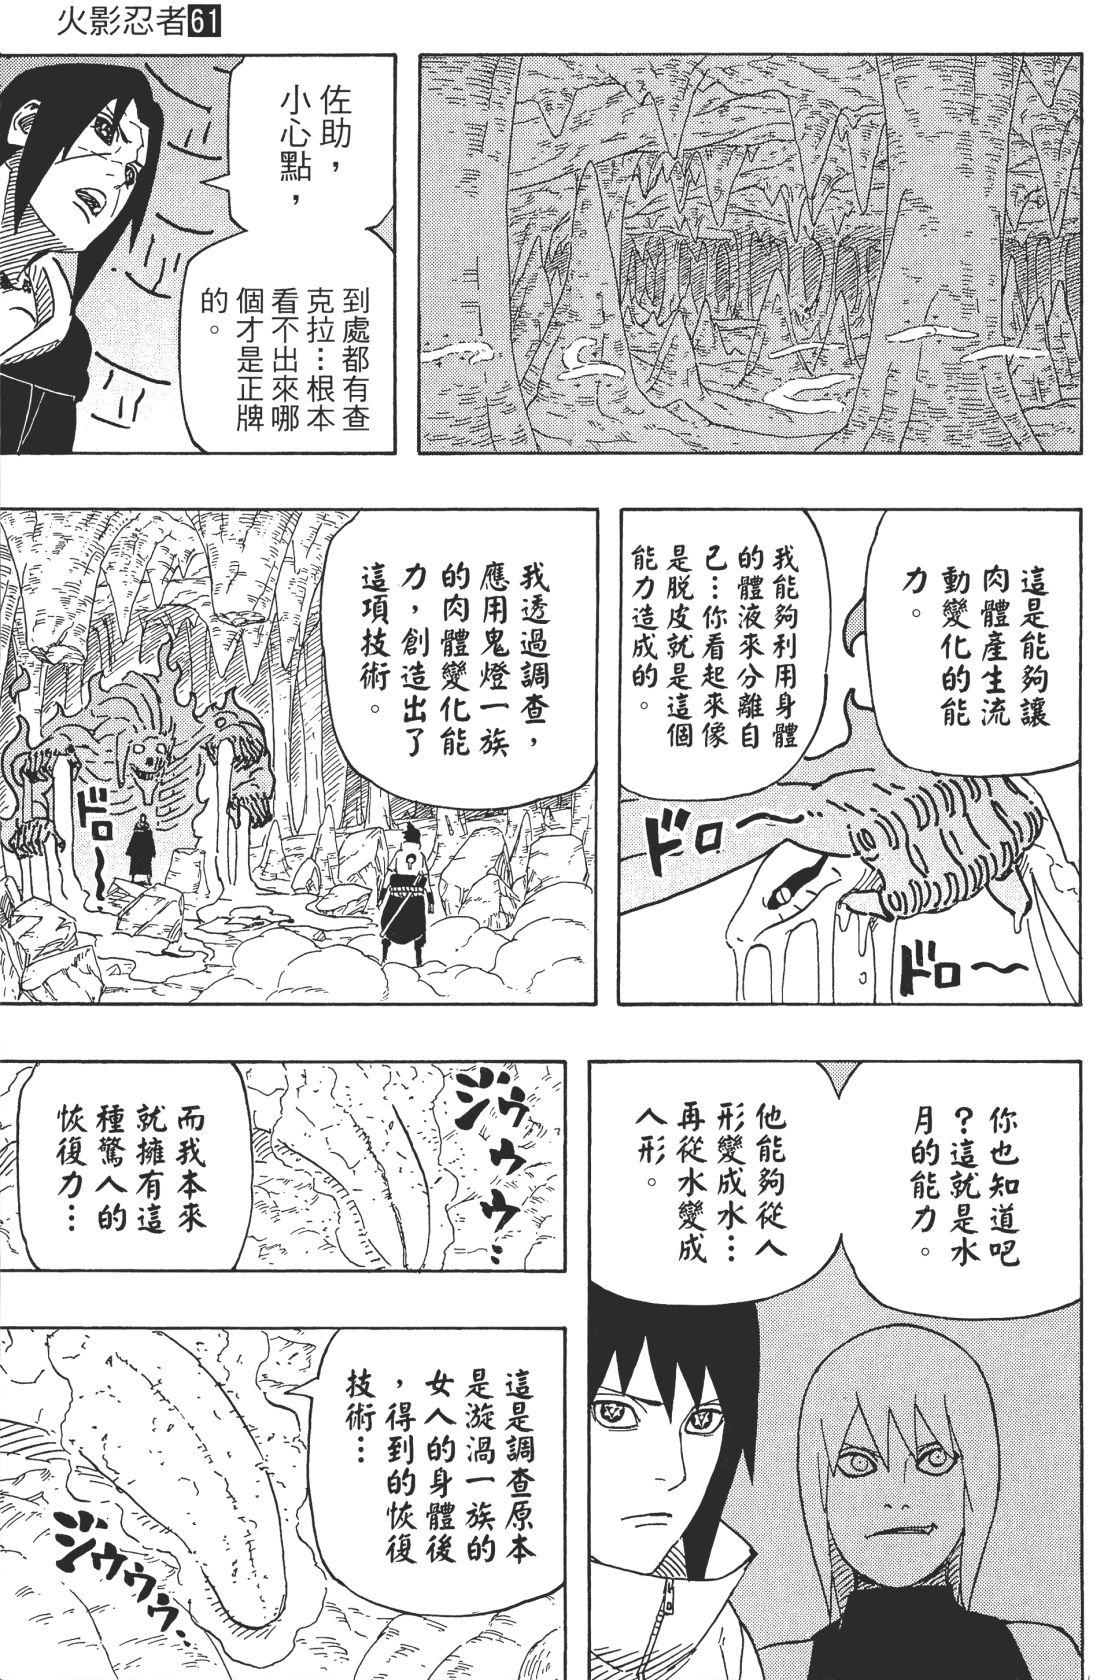 火影忍者61
佐助，
小心點，
到處都有查
克拉…根本
看不出來哪
個才是正牌
的。
這是能夠讓
肉體產生流
動變化的能
力。
我能夠利用身體
的體液來分離自
己…你看起來像
是脫皮就是這個
能力造成的。
ドロ〜
ドロ〜
我透過調查，
應用鬼燈一族
的肉體變化能
力，創造出了
這項技術。
ドロ〜
你也知道吧
？這就是水
月的能力。
他能夠從人
形變成水…
再從水變成
人形。
ジウゥゥ…
而我本來
就擁有這
種驚人的
恢復力…
這是調查原本
是漩渦一族的
女人的身體後
，得到的恢復
技術…
ジウゥゥ…